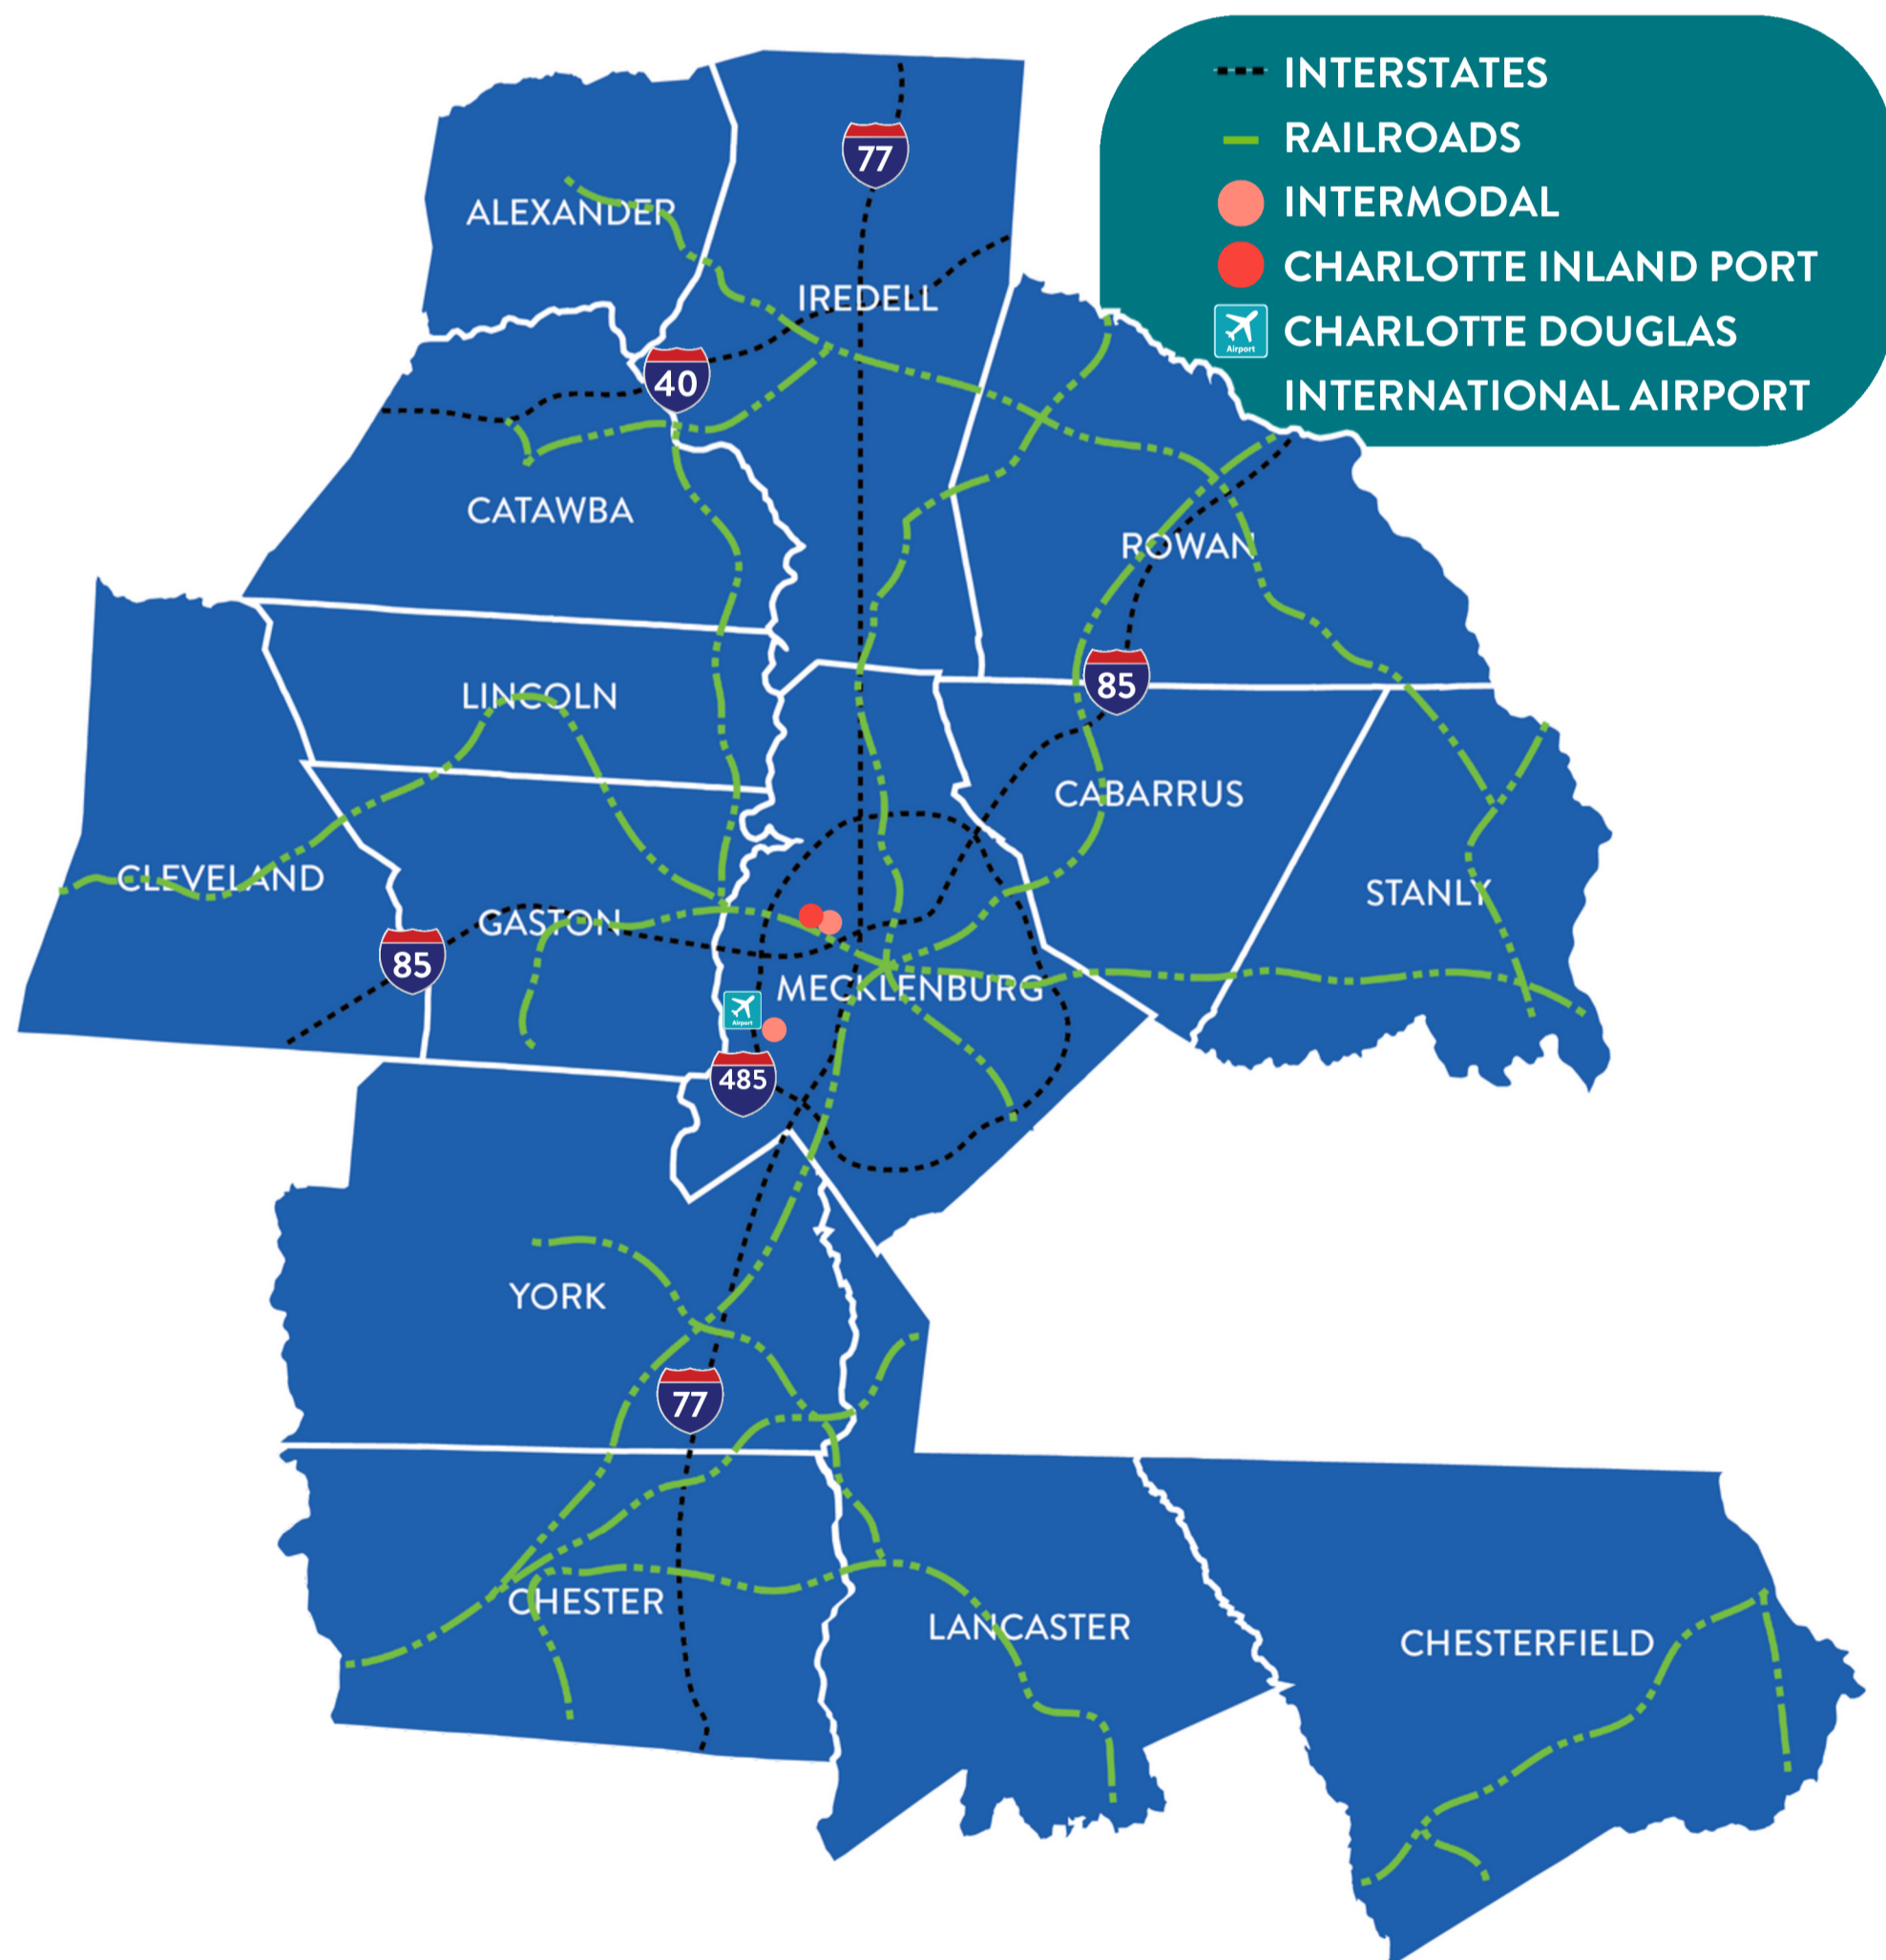 INTERSTATES
RAILROADS
INTERMODAL
CHARLOTTE INLAND PORT
Airport
CHARLOTTE DOUGLAS
INTERNATIONAL AIRPORT
77
ALEXANDER
IREDELL
40
CATAWBA
ROWAN
85
LINCOLN
CABARRUS
CLEVELAND
STANLY
GASTON
85
MECKLENBURG
Airport
485
YORK
77
CHESTER
LANCASTER
CHESTERFIELD